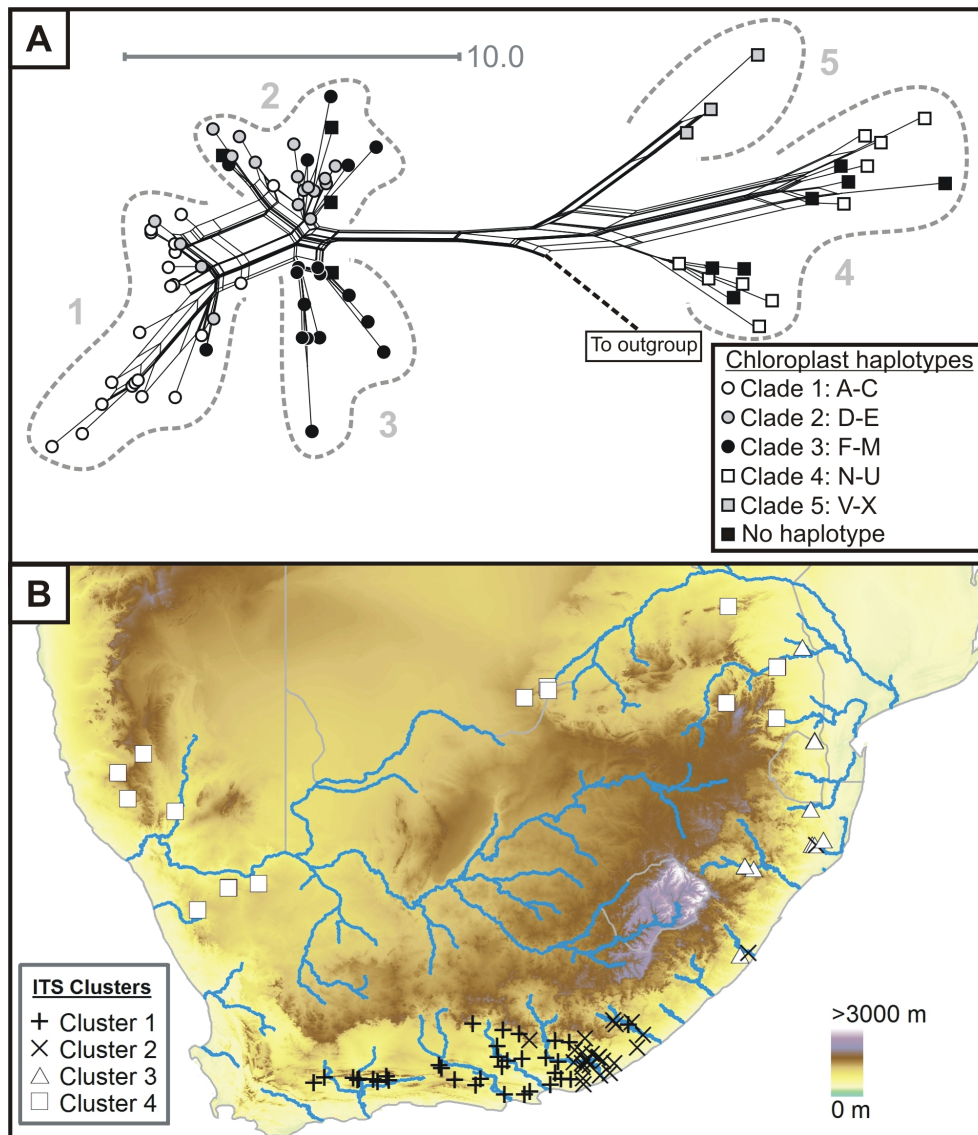 A
10.0
2
5
1
4
3
To outgroup
Chloroplast haplotypes
Clade 1: A-C
Clade 2: D-E
Clade 3: F-M
Clade 4: N-U
Clade 5: V-X
No haplotype
B
ITS Clusters
Cluster 1
Cluster 2
Cluster 3
Cluster 4
>3000 m
0 m